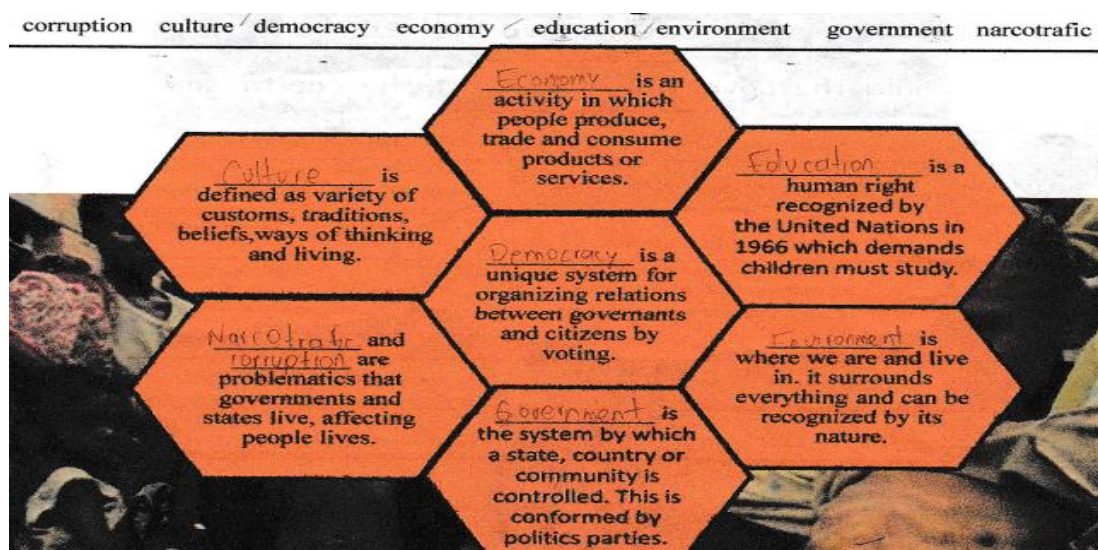 corruption culture / democracy economy / education / environment government narcotrafic
Economy is an
activity in which
people produce,
trade and consume
products or
services.
Culture is
defined as variety of
customs, traditions,
beliefs,ways of thinking
and living.
Education is a
human right
recognized by
the United Nations in
1966 which demands
children must study.
Democracy is a
unique system for
organizing relations
between governants
and citizens by
voting.
Narcotrafic and
corruption are
problematics that
governments and
states live, affecting
people lives.
Environment is
where we are and live
in. it surrounds
everything and can be
recognized by its
nature.
Government is
the system by which
a state, country or
community is
controlled. This is
conformed by
politics parties.